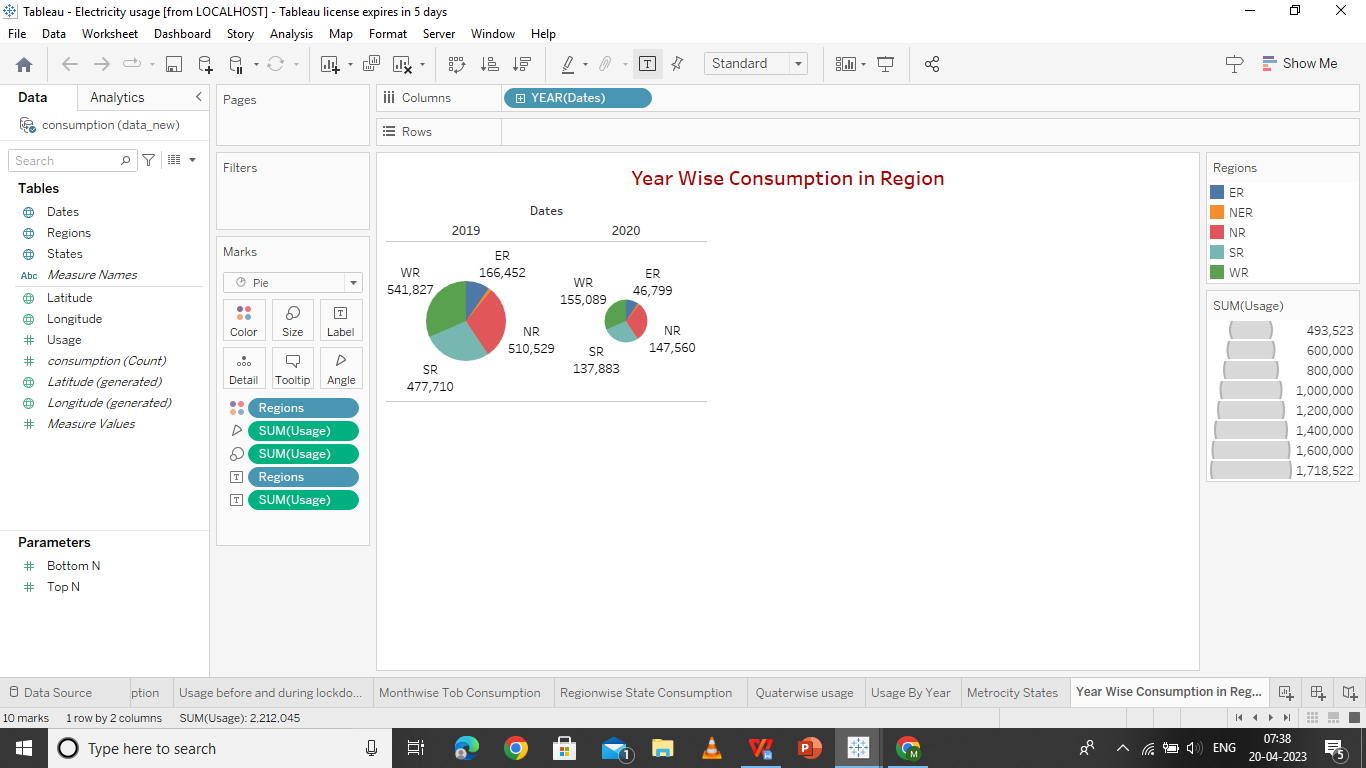 Tableau - Electricity usage [from LOCALHOST] - Tableau license expires in 5 days
File Data Worksheet Dashboard Story Analysis Map Format Server Window Help
Standard
Show Me
Data Analytics
consumption (data_new)
Search
Tables
Dates
Regions
States
Abc Measure Names
Latitude
Longitude
Usage
consumption (Count)
Latitude (generated)
Longitude (generated)
Measure Values
Parameters
Bottom N
Top N
Pages
Filters
Marks
Pie
Color Size Label
Detail Tooltip Angle
Regions
SUM(Usage)
SUM(Usage)
Regions
SUM(Usage)
Columns YEAR(Dates)
Rows
Year Wise Consumption in Region
Dates
2019 2020
ER
166,452
WR
541,827
NR
510,529
SR
477,710
ER
46,799
WR
155,089
NR
147,560
SR
137,883
Regions
ER
NER
NR
SR
WR
SUM(Usage)
493,523
600,000
800,000
1,000,000
1,200,000
1,400,000
1,600,000
1,718,522
Data Source ption Usage before and during lockdo... Monthwise Tob Consumption Regionwise State Consumption Quaterwise usage Usage By Year Metrocity States Year Wise Consumption in Reg...
10 marks 1 row by 2 columns SUM(Usage): 2,212,045
Type here to search
1
W
P
M
ENG
07:38
20-04-2023
5